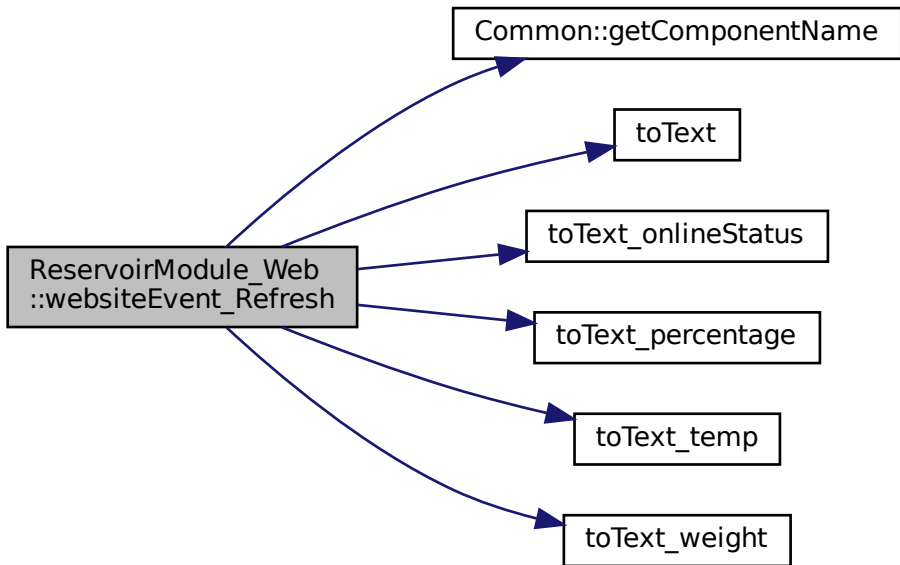 Common::getComponentName
toText
toText_onlineStatus
ReservoirModule_Web
::websiteEvent_Refresh
toText_percentage
toText_temp
toText_weight